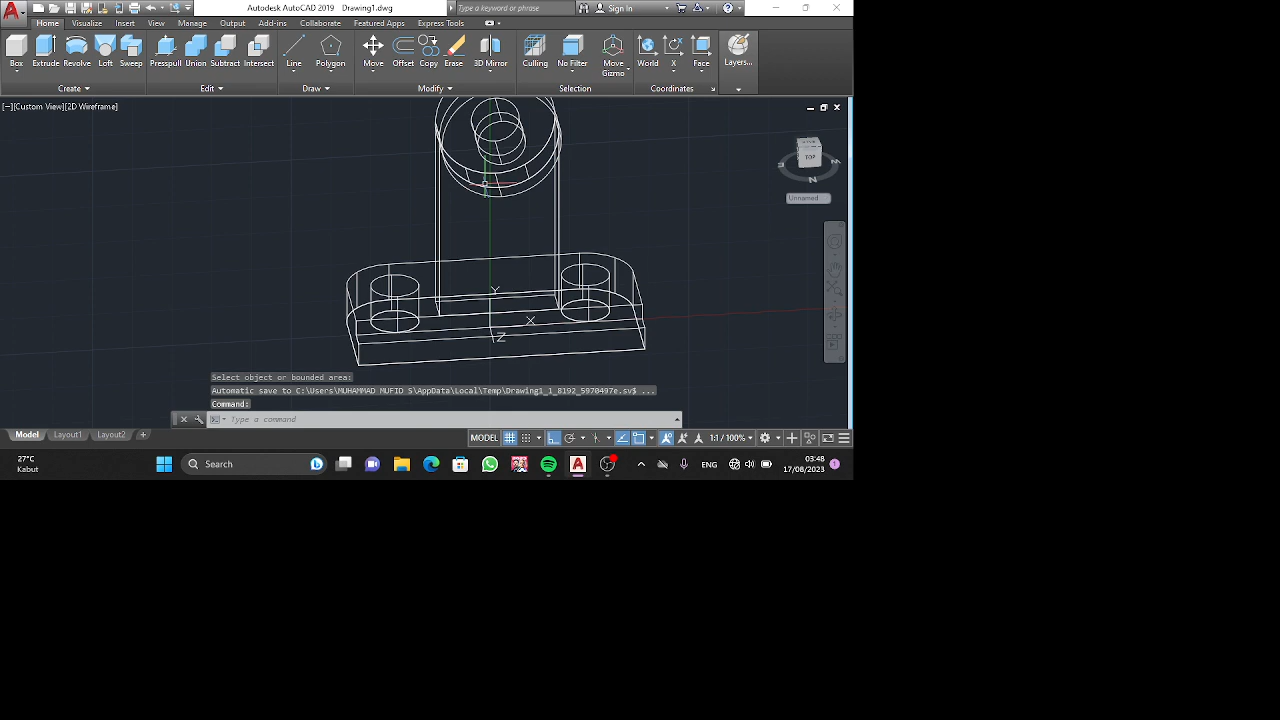 Autodesk AutoCAD 2019 Drawing1.dwg
Type a keyword or phrase
Sign In
Home Visualize Insert View Manage Output Add-ins Collaborate Featured Apps Express Tools
Box Extrude Revolve Loft Sweep Presspull Union Subtract Intersect Line Polygon Move Offset Copy Erase 3D Mirror Culling No Filter Move Gizmo World X Face Layers...
Create Edit Draw Modify Selection Coordinates
[−][Custom View][2D Wireframe]
TOP
N
Unnamed
Y
X
Z
Select object or bounded area:
Automatic save to C:\Users\MUHAMMAD MUFID S\AppData\Local\Temp\Drawing1_1_8192_5970497e.sv$ ...
Command:
Type a command
Model Layout1 Layout2 +
MODEL 1:1 / 100%
27°C
Kabut
Search
ENG
03:48
17/08/2023
1